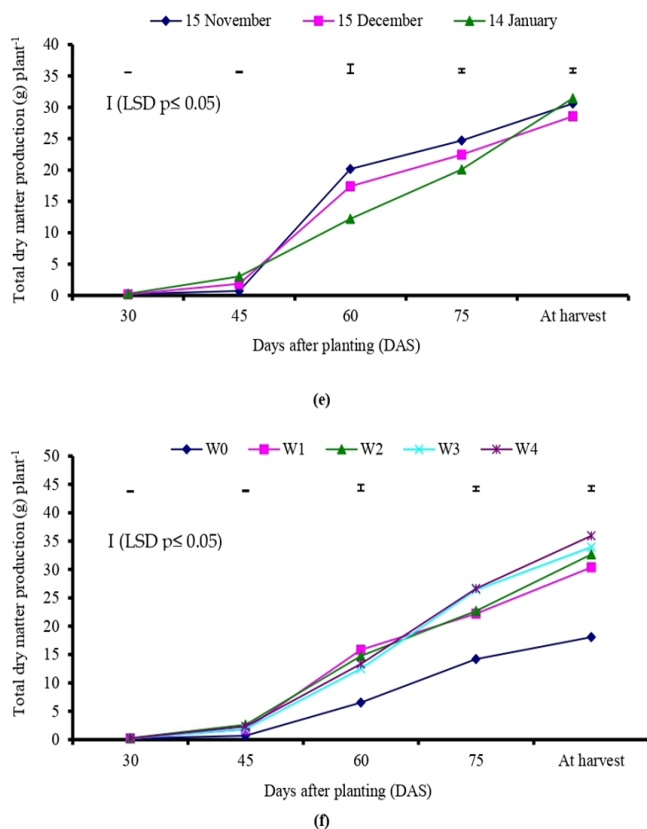 15 November 15 December 14 January
40
35
30
25
20
15
10
5
0
Total dry matter production (g) plant⁻¹
I (LSD p≤ 0.05)
30 45 60 75 At harvest
Days after planting (DAS)
(e)
W0 W1 W2 W3 W4
50
45
40
35
30
25
20
15
10
5
0
Total dry matter production (g) plant⁻¹
I (LSD p≤ 0.05)
30 45 60 75 At harvest
Days after planting (DAS)
(f)